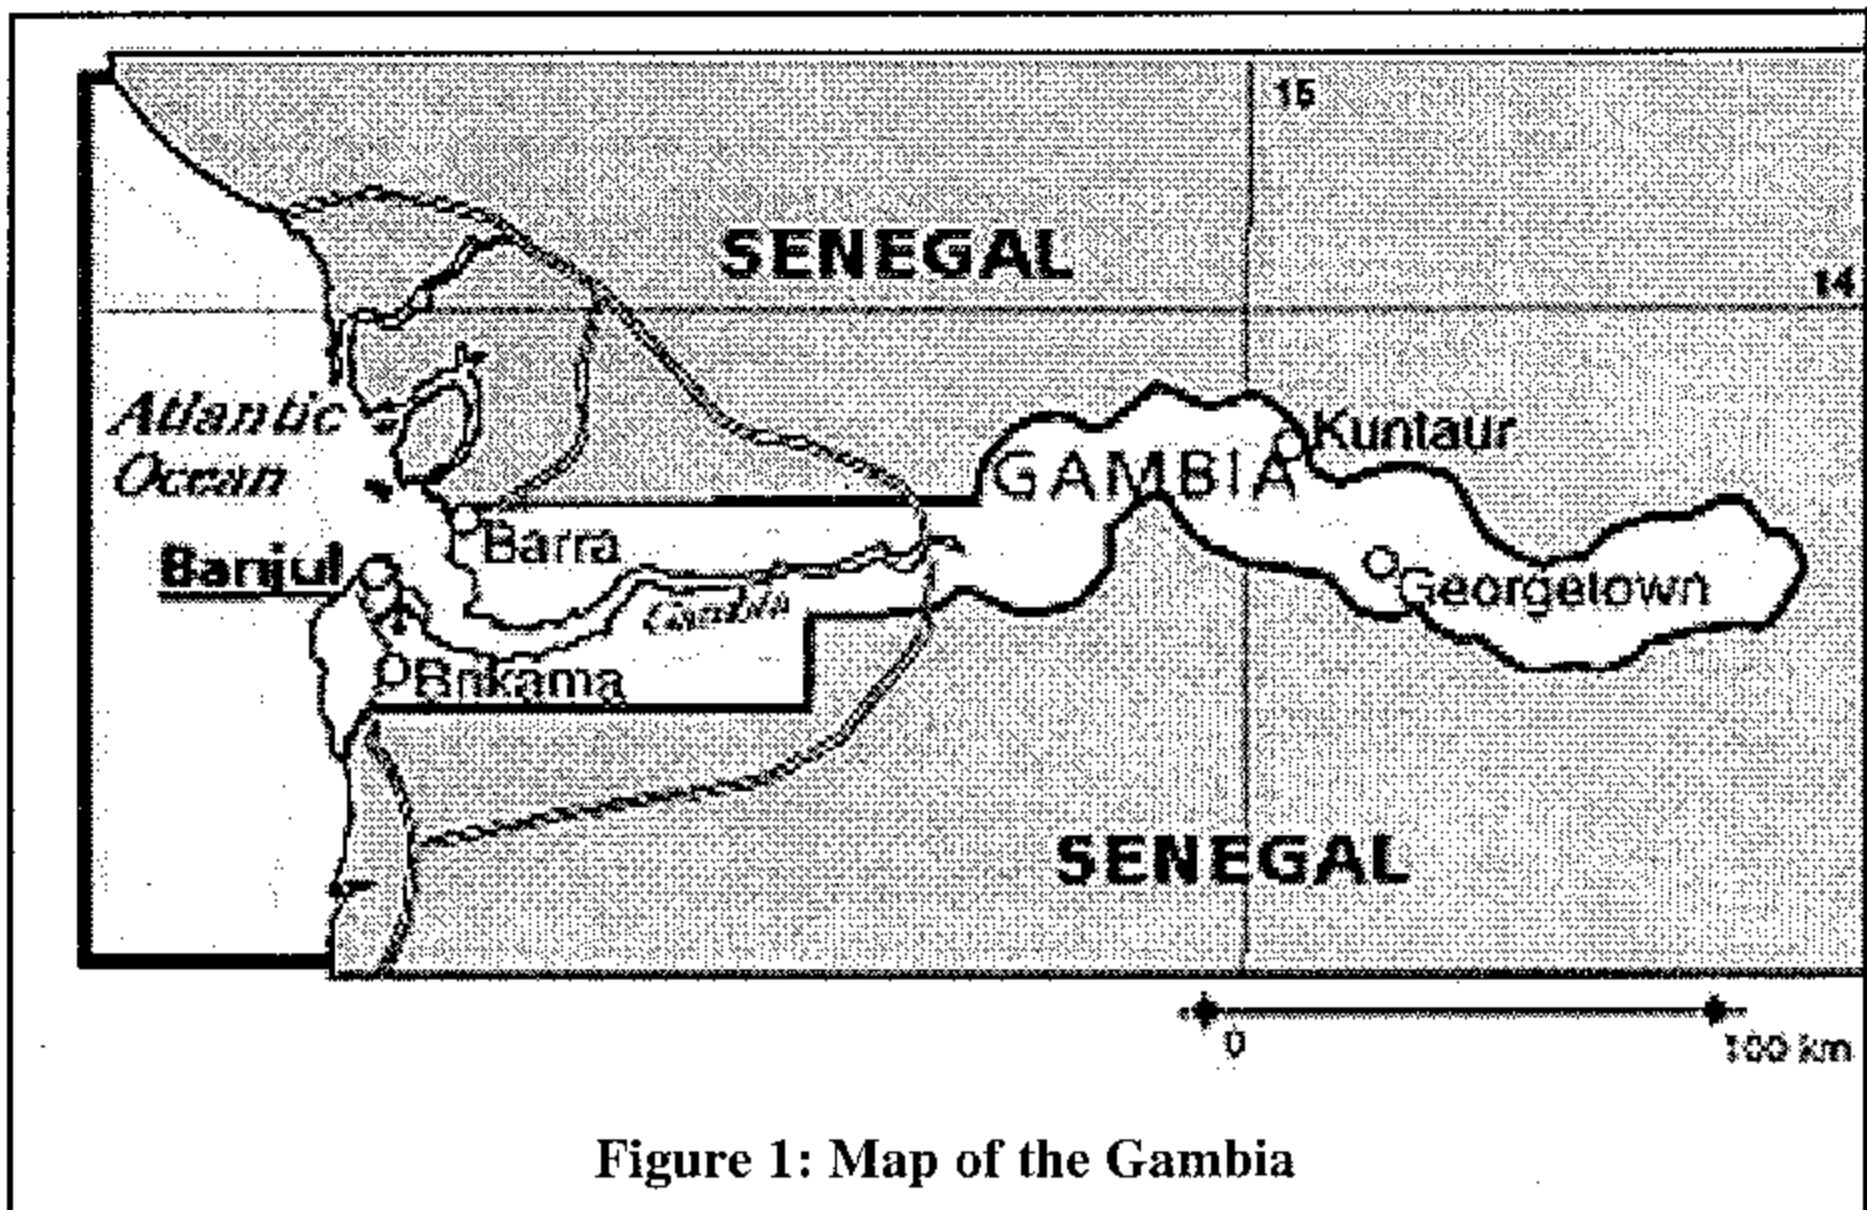 15
SENEGAL
14
Atlantic
Ocean
Kuntaur
GAMBIA
Barra
Banjul
Georgetown
Gambia
Brikama
SENEGAL
0
100 km
Figure 1: Map of the Gambia